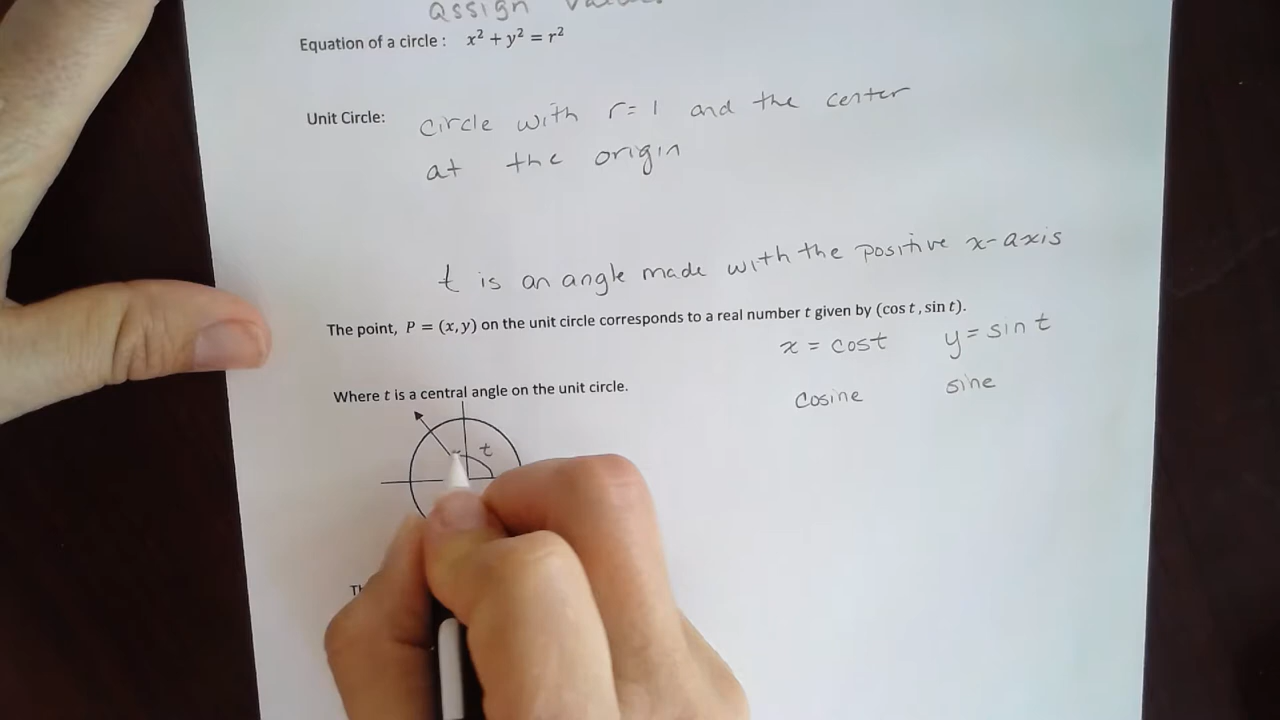 assign
Equation of a circle : x² + y² = r²
Unit Circle: circle with r = 1 and the center
at the origin
t is an angle made with the positive x-axis
The point, P = (x, y) on the unit circle corresponds to a real number t given by (cos t , sin t).
x = cos t y = sin t
Where t is a central angle on the unit circle.
cosine sine
t